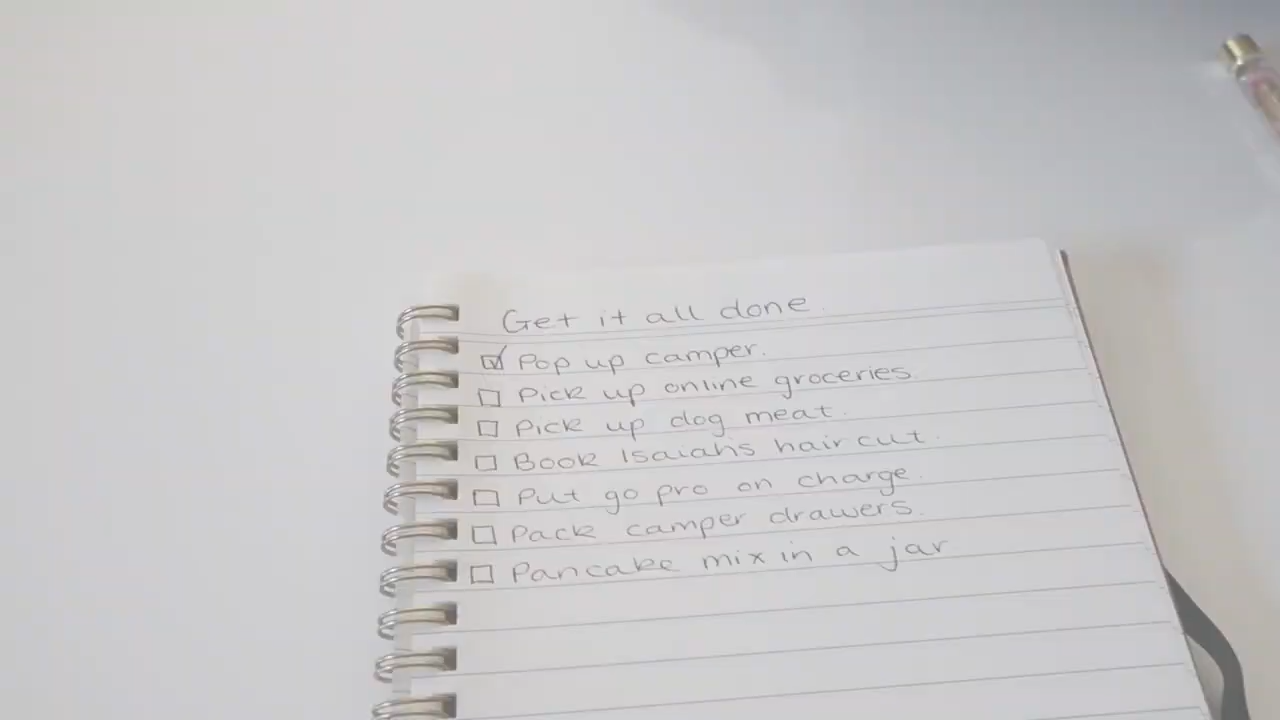 Get it all done.
Pop up camper.
Pick up online groceries.
Pick up dog meat.
Book Isaiah's hair cut.
Put go pro on charge.
Pack camper drawers.
Pancake mix in a jar